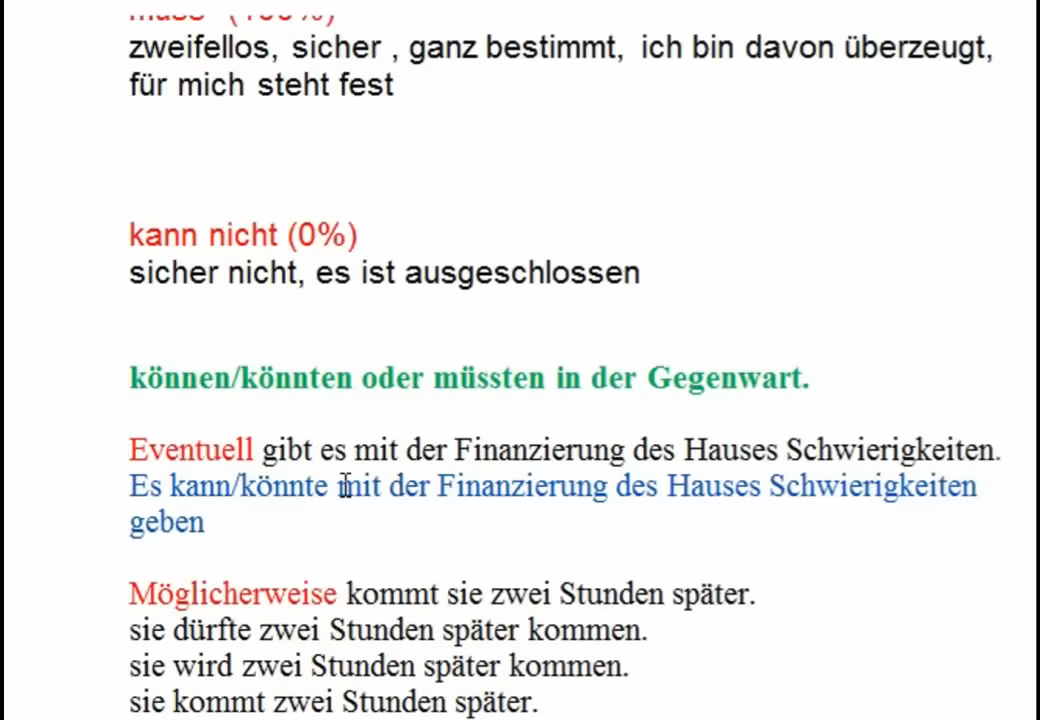 zweifellos, sicher , ganz bestimmt, ich bin davon überzeugt,
für mich steht fest
kann nicht (0%)
sicher nicht, es ist ausgeschlossen
können/könnten oder müssten in der Gegenwart.
Eventuell gibt es mit der Finanzierung des Hauses Schwierigkeiten.
Es kann/könnte mit der Finanzierung des Hauses Schwierigkeiten
geben
Möglicherweise kommt sie zwei Stunden später.
sie dürfte zwei Stunden später kommen.
sie wird zwei Stunden später kommen.
sie kommt zwei Stunden später.